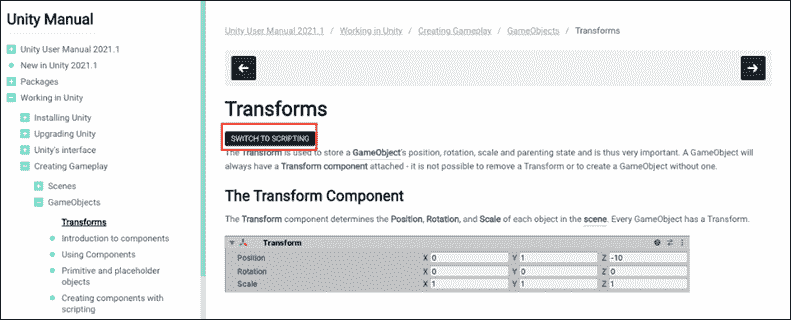 Unity Manual
Unity User Manual 2021.1
New in Unity 2021.1
Packages
Working in Unity
Installing Unity
Upgrading Unity
Unity's interface
Creating Gameplay
Scenes
GameObjects
Transforms
Introduction to components
Using Components
Primitive and placeholder
objects
Creating components with
scripting
Unity User Manual 2021.1 / Working in Unity / Creating Gameplay / GameObjects / Transforms
Transforms
SWITCH TO SCRIPTING
The Transform is used to store a GameObject's position, rotation, scale and parenting state and is thus very important. A GameObject will
always have a Transform component attached - it is not possible to remove a Transform or to create a GameObject without one.
The Transform Component
The Transform component determines the Position, Rotation, and Scale of each object in the scene. Every GameObject has a Transform.
Transform
Position X 0 Y 1 Z -10
Rotation X 0 Y 0 Z 0
Scale X 1 Y 1 Z 1